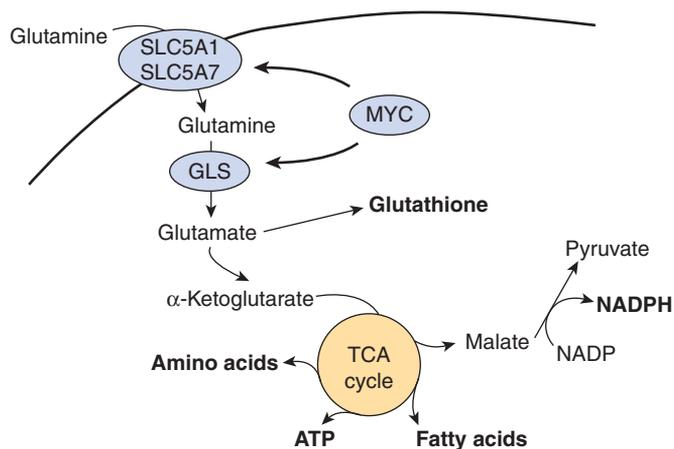 Glutamine
SLC5A1
SLC5A7
MYC
Glutamine
GLS
Glutathione
Glutamate
Pyruvate
α-Ketoglutarate
NADPH
Malate
NADP
Amino acids
TCA
cycle
ATP
Fatty acids